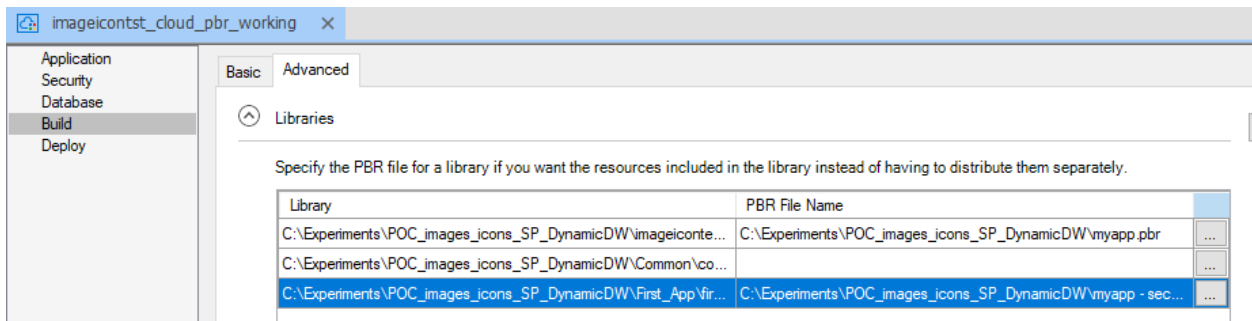 imageicontst_cloud_pbr_working ×
Application
Security
Database
Build
Deploy
Basic Advanced
Libraries
Specify the PBR file for a library if you want the resources included in the library instead of having to distribute them separately.
Library PBR File Name
C:\Experiments\POC_images_icons_SP_DynamicDW\imageiconte... C:\Experiments\POC_images_icons_SP_DynamicDW\myapp.pbr ...
C:\Experiments\POC_images_icons_SP_DynamicDW\Common\co... ...
C:\Experiments\POC_images_icons_SP_DynamicDW\First_App\fir... C:\Experiments\POC_images_icons_SP_DynamicDW\myapp - sec... ...